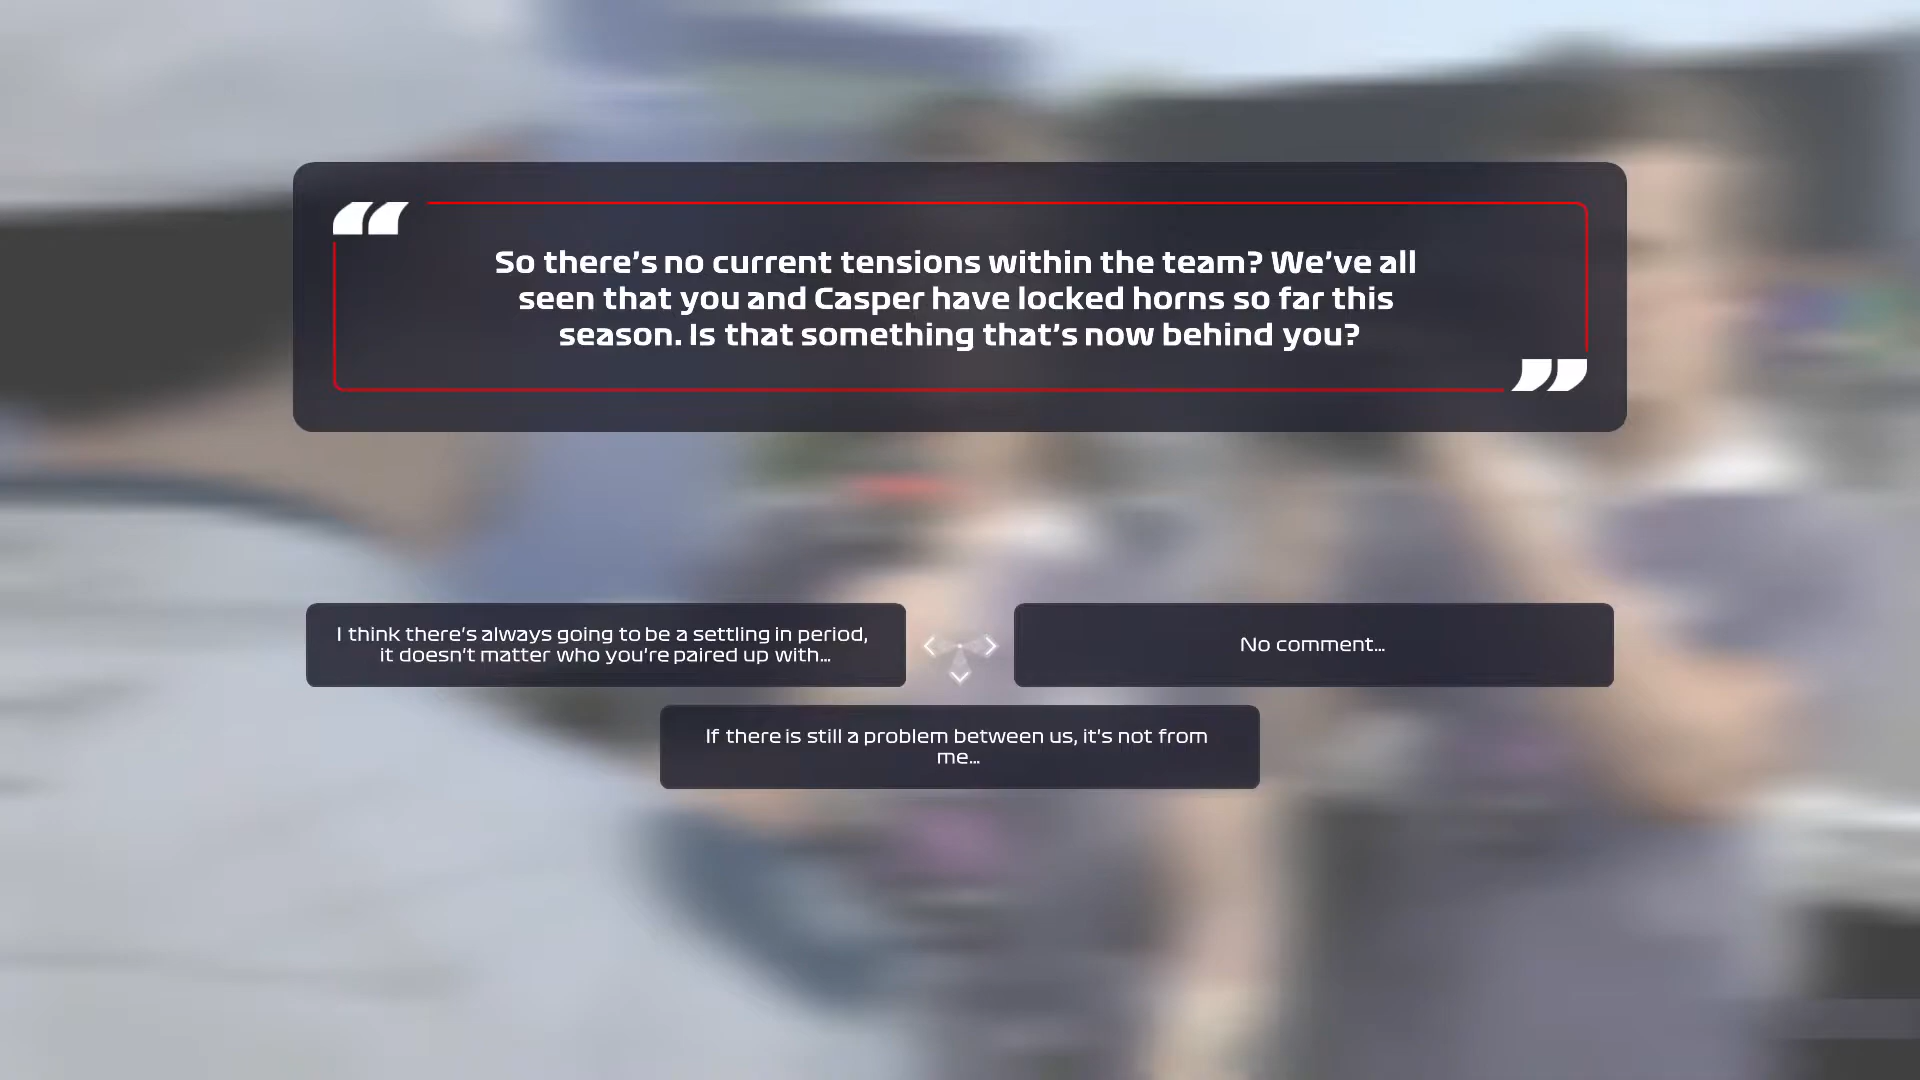 So there's no current tensions within the team? We've all
seen that you and Casper have locked horns so far this
season. Is that something that's now behind you?
I think there's always going to be a settling in period,
it doesn't matter who you're paired up with...
No comment...
If there is still a problem between us, it's not from
me...